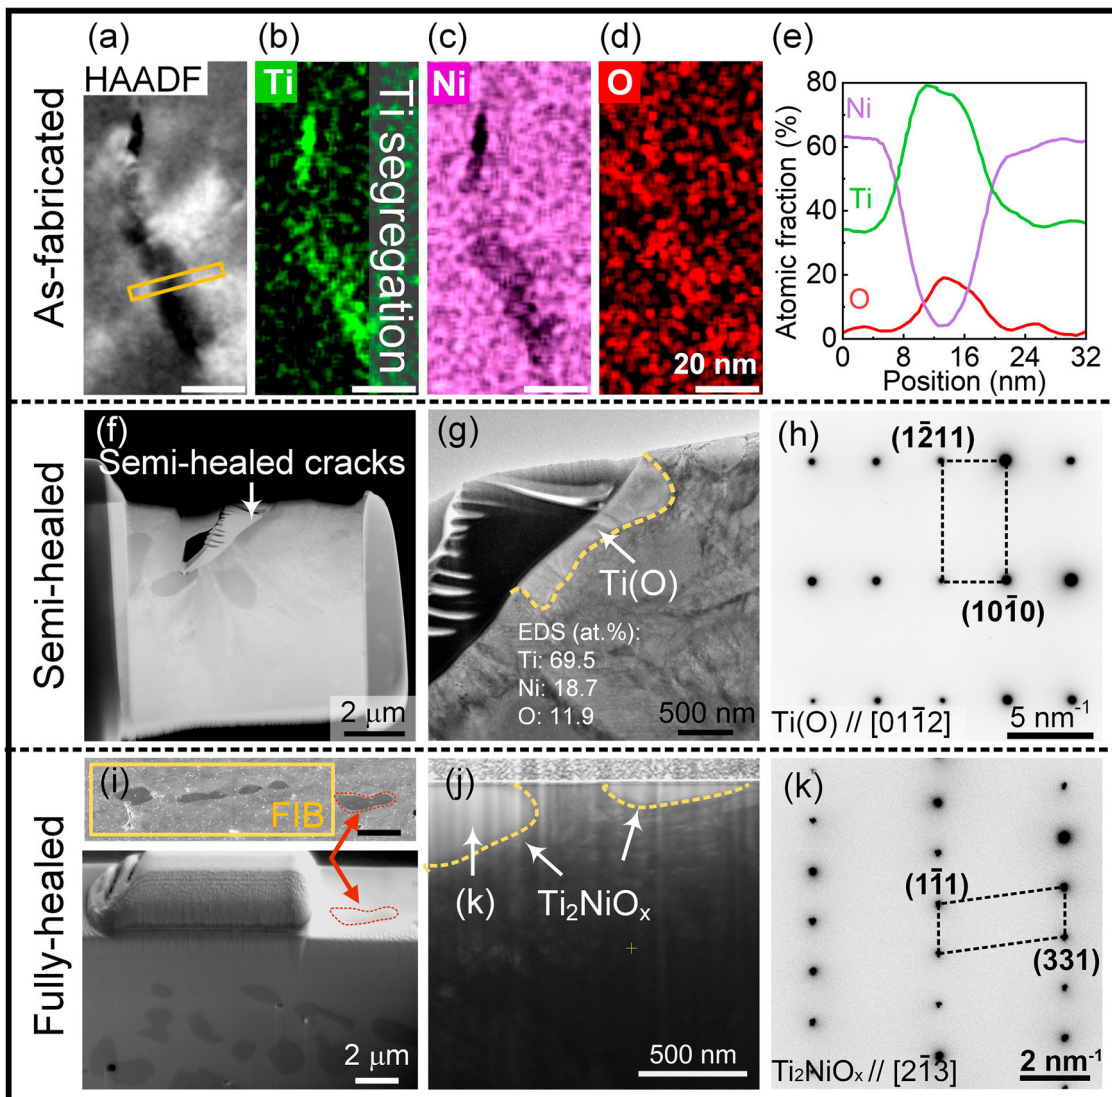 As-fabricated
(a)
HAADF
(b)
Ti
Ti segregation
(c)
Ni
(d)
O
20 nm
(e)
80
60
40
20
0
Ni
Ti
O
Atomic fraction (%)
0 8 16 24 32
Position (nm)
Semi-healed
(f)
Semi-healed cracks
2 μm
(g)
Ti(O)
EDS (at.%):
Ti: 69.5
Ni: 18.7
O: 11.9
500 nm
(h)
(12̄11)
(101̄0)
Ti(O) // [011̄2]
5 nm⁻¹
Fully-healed
(i)
FIB
2 μm
(j)
(k)
Ti₂NiOₓ
500 nm
(k)
(11̄1)
(331)
Ti₂NiOₓ // [21̄3]
2 nm⁻¹